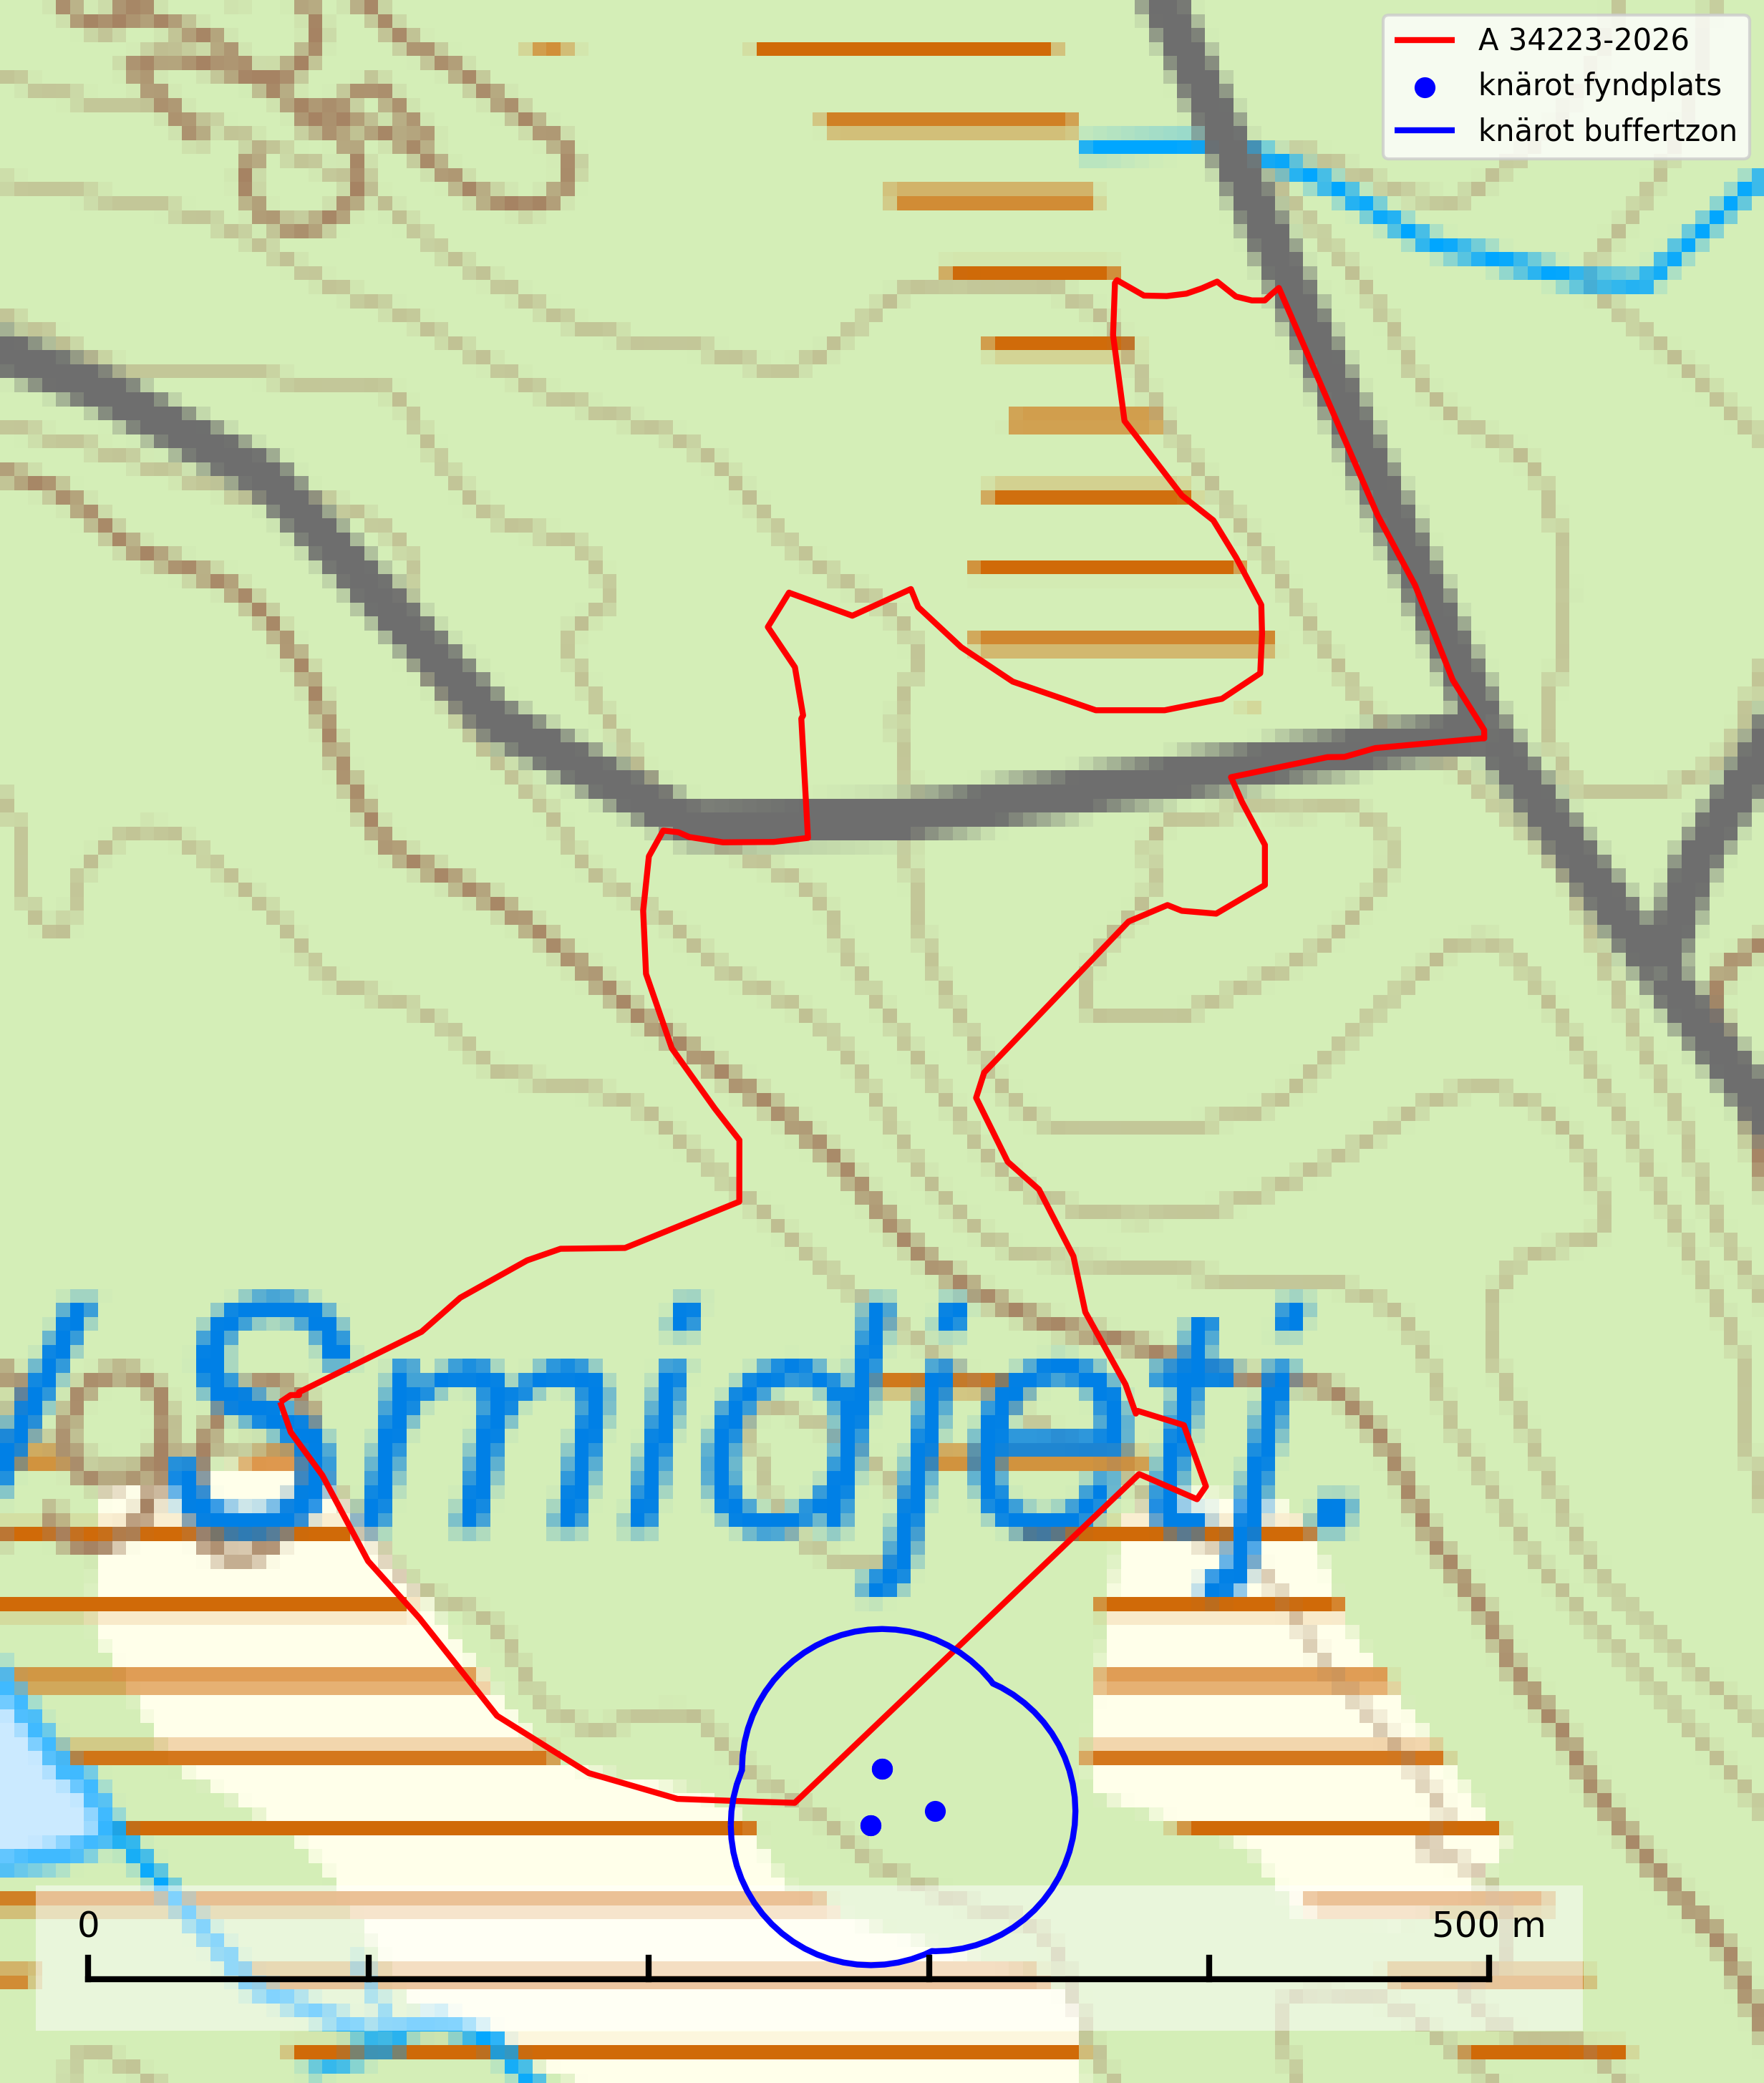 A 34223-2026
knärot fyndplats
knärot buffertzon
Smidjetj.
0
500 m